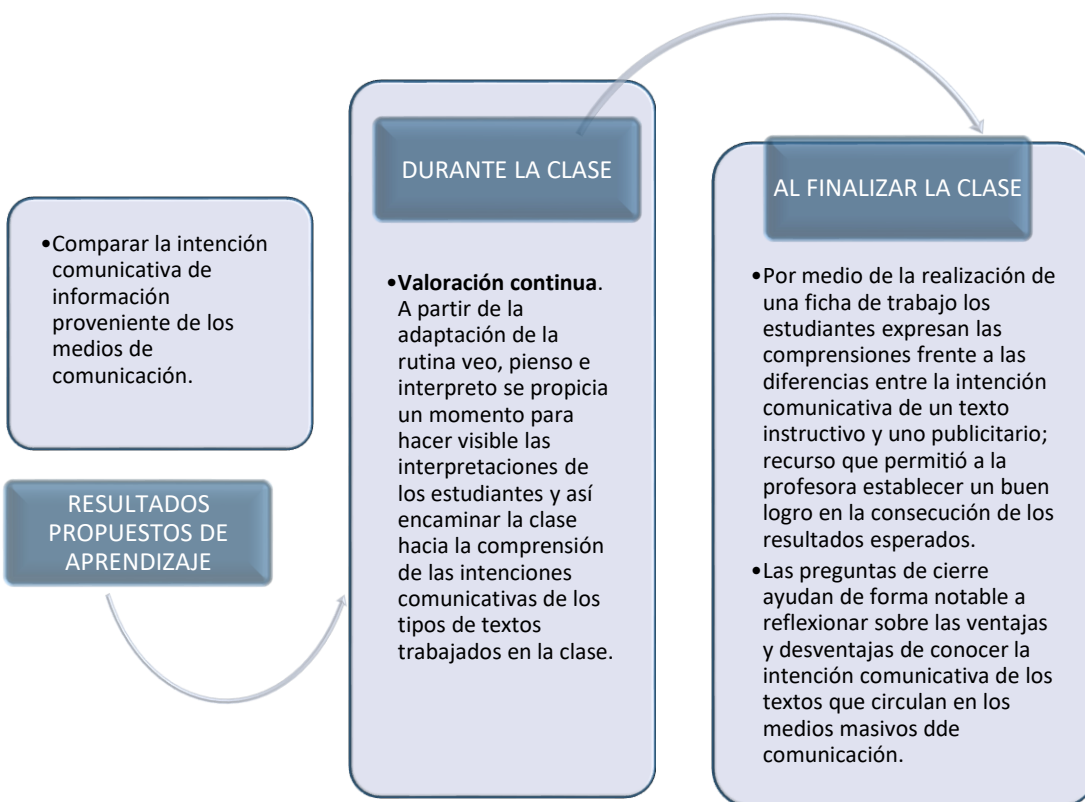 •Comparar la intención
comunicativa de
información
proveniente de los
medios de
comunicación.
RESULTADOS
PROPUESTOS DE
APRENDIZAJE
DURANTE LA CLASE
•Valoración continua.
A partir de la
adaptación de la
rutina veo, pienso e
interpreto se propicia
un momento para
hacer visible las
interpretaciones de
los estudiantes y así
encaminar la clase
hacia la comprensión
de las intenciones
comunicativas de los
tipos de textos
trabajados en la clase.
AL FINALIZAR LA CLASE
•Por medio de la realización de
una ficha de trabajo los
estudiantes expresan las
comprensiones frente a las
diferencias entre la intención
comunicativa de un texto
instructivo y uno publicitario;
recurso que permitió a la
profesora establecer un buen
logro en la consecución de los
resultados esperados.
•Las preguntas de cierre
ayudan de forma notable a
reflexionar sobre las ventajas
y desventajas de conocer la
intención comunicativa de los
textos que circulan en los
medios masivos dde
comunicación.